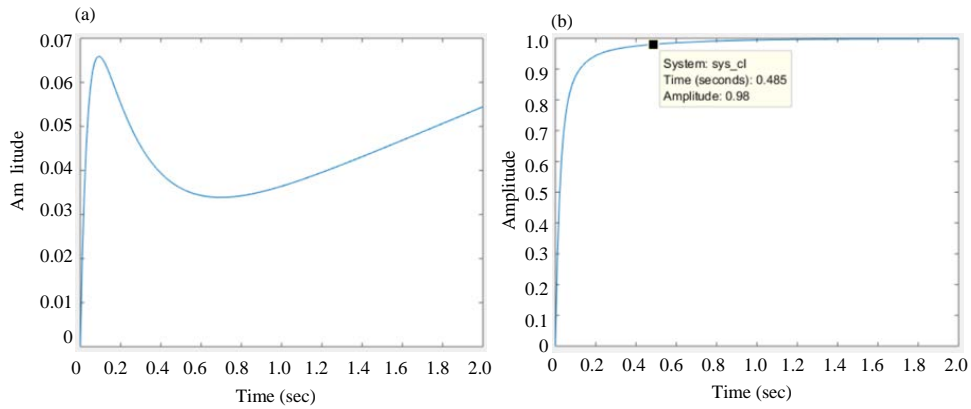 (a)
0.07
0.06
0.05
0.04
0.03
0.02
0.01
0
Am litude
0 0.2 0.4 0.6 0.8 1.0 1.2 1.4 1.6 1.8 2.0
Time (sec)
(b)
1.0
0.9
0.8
0.7
0.6
0.5
0.4
0.3
0.2
0.1
0
Amplitude
System: sys_cl
Time (seconds): 0.485
Amplitude: 0.98
0 0.2 0.4 0.6 0.8 1.0 1.2 1.4 1.6 1.8 2.0
Time (sec)